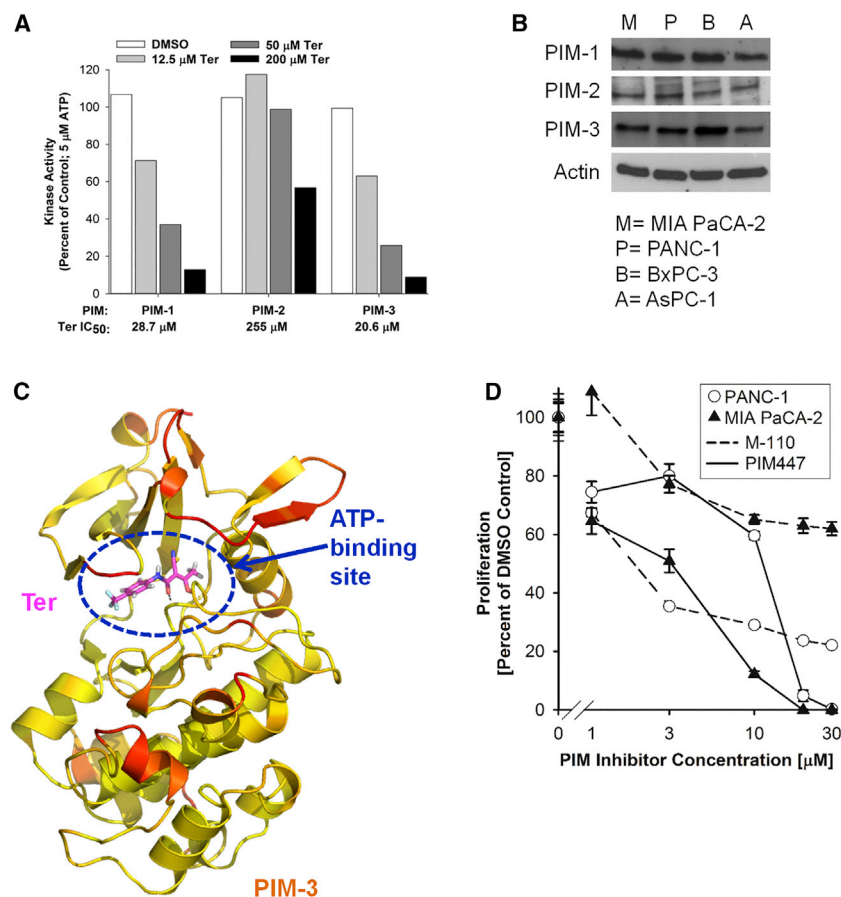 A
DMSO
50 μM Ter
12.5 μM Ter
200 μM Ter
Kinase Activity
(Percent of Control; 5 μM ATP)
120
100
80
60
40
20
0
PIM: PIM-1 PIM-2 PIM-3
Ter IC50: 28.7 μM 255 μM 20.6 μM
B
M P B A
PIM-1
PIM-2
PIM-3
Actin
M= MIA PaCA-2
P= PANC-1
B= BxPC-3
A= AsPC-1
C
ATP-
binding
site
Ter
PIM-3
D
PANC-1
MIA PaCA-2
M-110
PIM447
Proliferation
[Percent of DMSO Control]
100
80
60
40
20
0
0 1 3 10 30
PIM Inhibitor Concentration [μM]